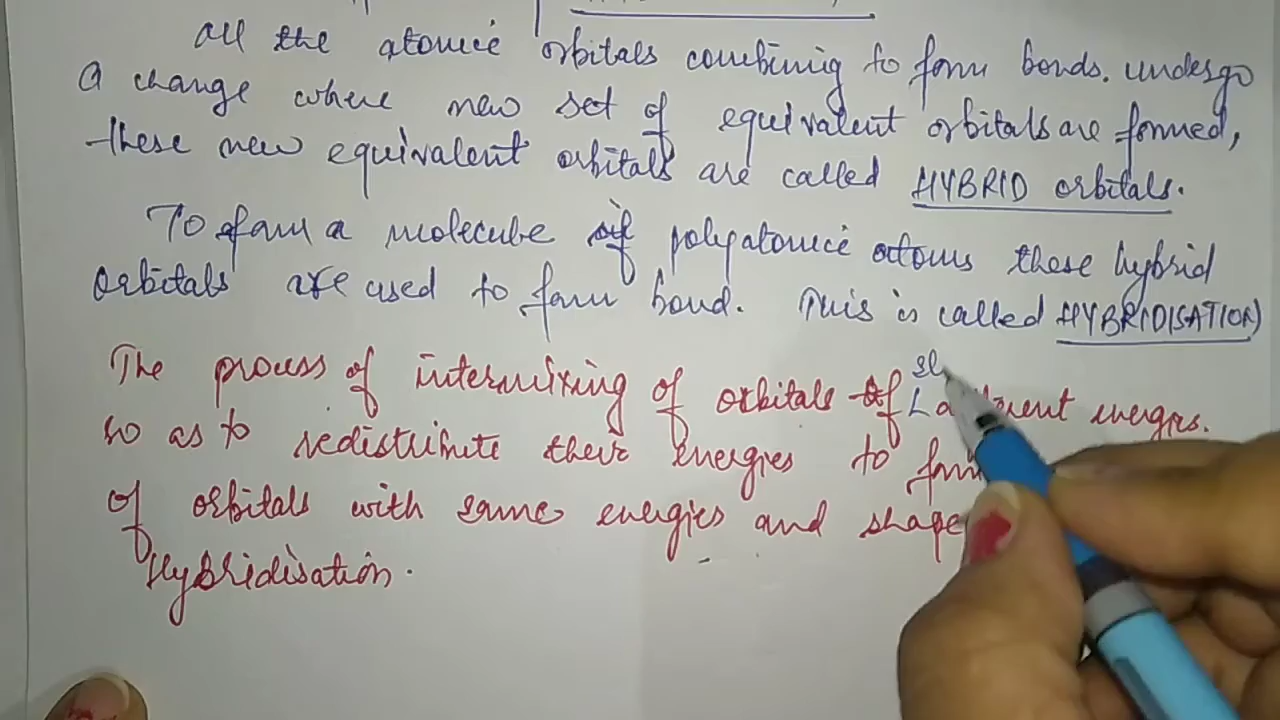 all the atomic orbitals combining to form bonds. undergo
a change where new set of equivalent orbitals are formed,
these new equivalent orbitals are called HYBRID orbitals.
To form a molecule of polyatomic atoms these hybrid
orbitals are used to form bond. This is called HYBRIDISATION
sl
The process of intermixing of orbitals of energies.
so as to redistribute their energies to
of orbitals with same energies and shape
Hybridisation.